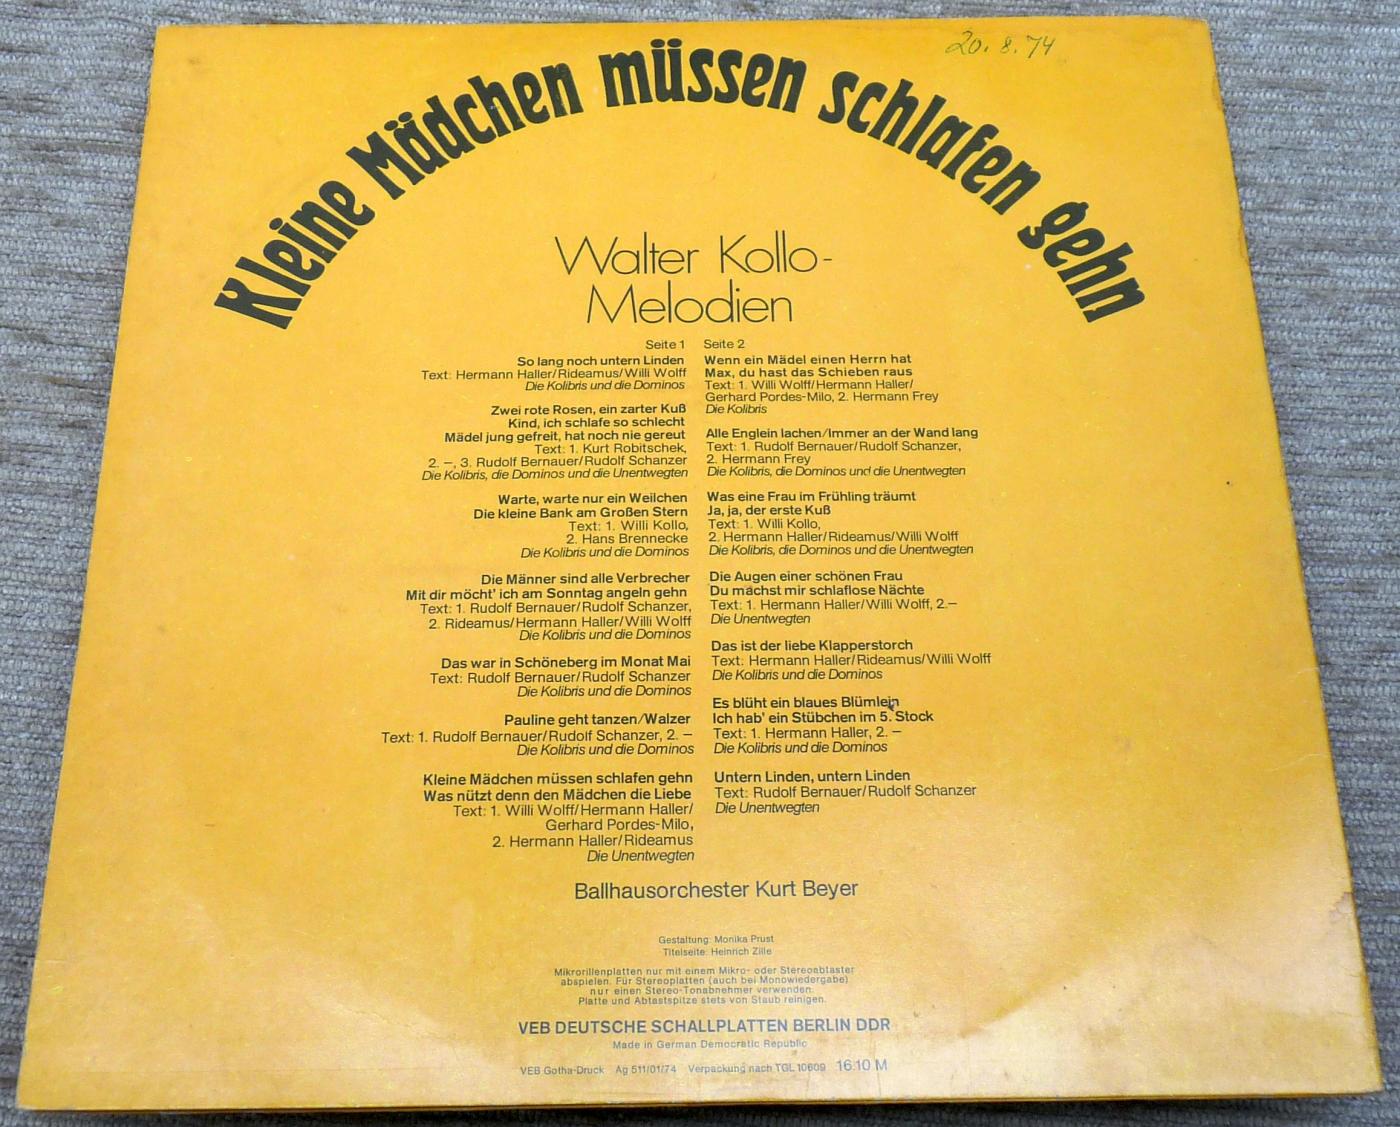 20. 8. 74
Kleine Mädchen müssen schlafen gehn
Walter Kollo-
Melodien
Seite 1
So lang noch untern Linden
Text: Hermann Haller/Rideamus/Willi Wolff
Die Kolibris und die Dominos
Zwei rote Rosen, ein zarter Kuß
Kind, ich schlafe so schlecht
Mädel jung gefreit, hat noch nie gereut
Text: 1. Kurt Robitschek,
2. –, 3. Rudolf Bernauer/Rudolf Schanzer
Die Kolibris, die Dominos und die Unentwegten
Warte, warte nur ein Weilchen
Die kleine Bank am Großen Stern
Text: 1. Willi Kollo,
2. Hans Brennecke
Die Kolibris und die Dominos
Die Männer sind alle Verbrecher
Mit dir möcht' ich am Sonntag angeln gehn
Text: 1. Rudolf Bernauer/Rudolf Schanzer,
2. Rideamus/Hermann Haller/Willi Wolff
Die Kolibris und die Dominos
Das war in Schöneberg im Monat Mai
Text: Rudolf Bernauer/Rudolf Schanzer
Die Kolibris und die Dominos
Pauline geht tanzen/Walzer
Text: 1. Rudolf Bernauer/Rudolf Schanzer, 2. –
Die Kolibris und die Dominos
Kleine Mädchen müssen schlafen gehn
Was nützt denn den Mädchen die Liebe
Text: 1. Willi Wolff/Hermann Haller/
Gerhard Pordes-Milo,
2. Hermann Haller/Rideamus
Die Unentwegten
Seite 2
Wenn ein Mädel einen Herrn hat
Max, du hast das Schieben raus
Text: 1. Willi Wolff/Hermann Haller/
Gerhard Pordes-Milo, 2. Hermann Frey
Die Kolibris
Alle Englein lachen/Immer an der Wand lang
Text: 1. Rudolf Bernauer/Rudolf Schanzer,
2. Hermann Frey
Die Kolibris, die Dominos und die Unentwegten
Was eine Frau im Frühling träumt
Ja, ja, der erste Kuß
Text: 1. Willi Kollo,
2. Hermann Haller/Rideamus/Willi Wolff
Die Kolibris, die Dominos und die Unentwegten
Die Augen einer schönen Frau
Du machst mir schlaflose Nächte
Text: 1. Hermann Haller/Willi Wolff, 2.–
Die Unentwegten
Das ist der liebe Klapperstorch
Text: Hermann Haller/Rideamus/Willi Wolff
Die Kolibris und die Dominos
Es blüht ein blaues Blümlein
Ich hab' ein Stübchen im 5. Stock
Text: 1. Hermann Haller, 2. –
Die Kolibris und die Dominos
Untern Linden, untern Linden
Text: Rudolf Bernauer/Rudolf Schanzer
Die Unentwegten
Ballhausorchester Kurt Beyer
Gestaltung: Monika Prust
Titelseite: Heinrich Zille
Mikrorillenplatten nur mit einem Mikro- oder Stereoabtaster
abspielen. Für Stereoplatten (auch bei Monowiedergabe)
nur einen Stereo-Tonabnehmer verwenden.
Platte und Abtastspitze stets von Staub reinigen.
VEB DEUTSCHE SCHALLPLATTEN BERLIN DDR
Made in German Democratic Republic
VEB Gotha-Druck Ag 511/01/74 Verpackung nach TGL 10609 16.10 M